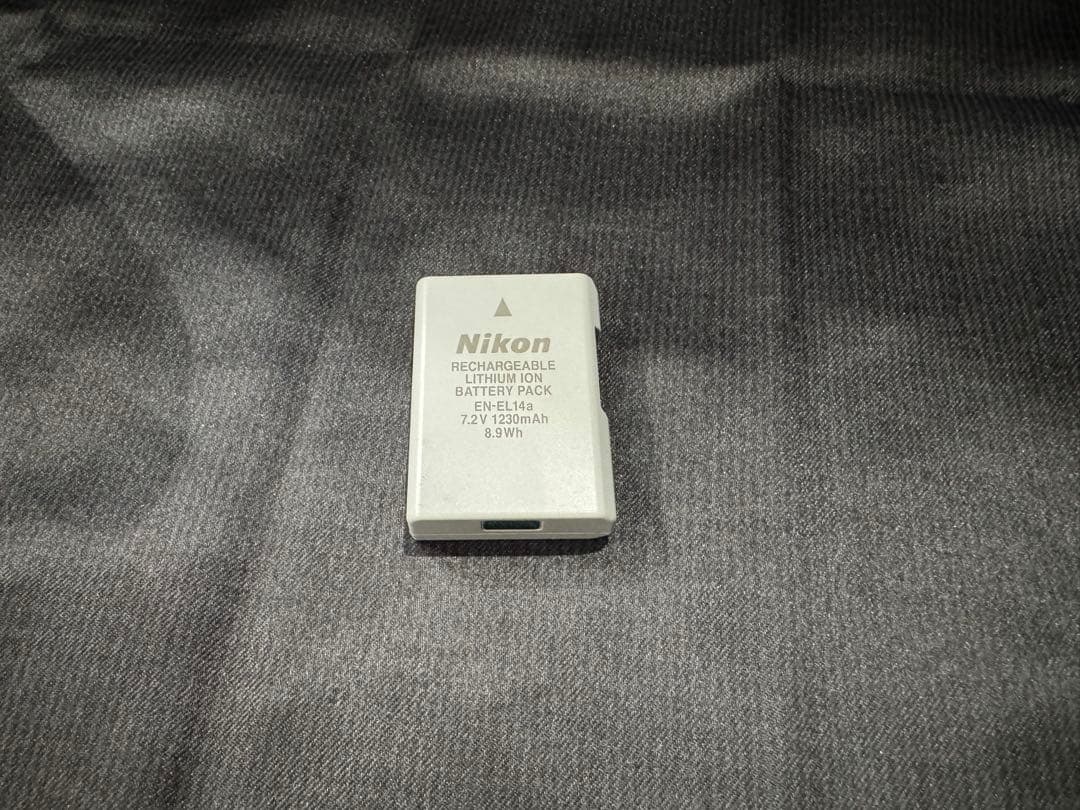 Nikon
RECHARGEABLE
LITHIUM ION
BATTERY PACK
EN-EL14a
7.2V 1230mAh
8.9Wh